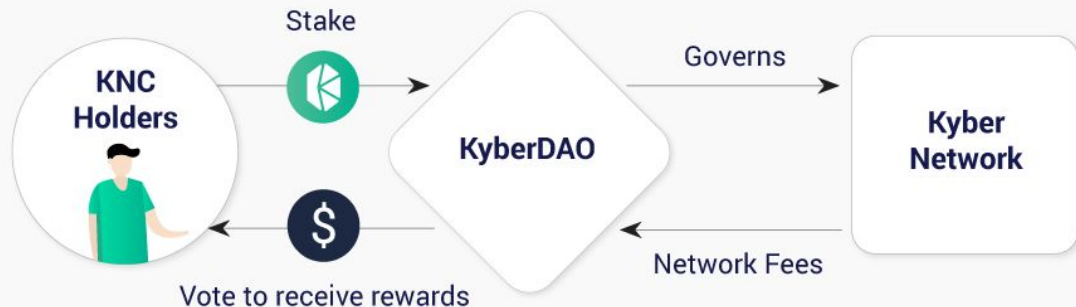 Stake
KNC
Holders
Governs
KyberDAO
Kyber
Network
$
Network Fees
Vote to receive rewards